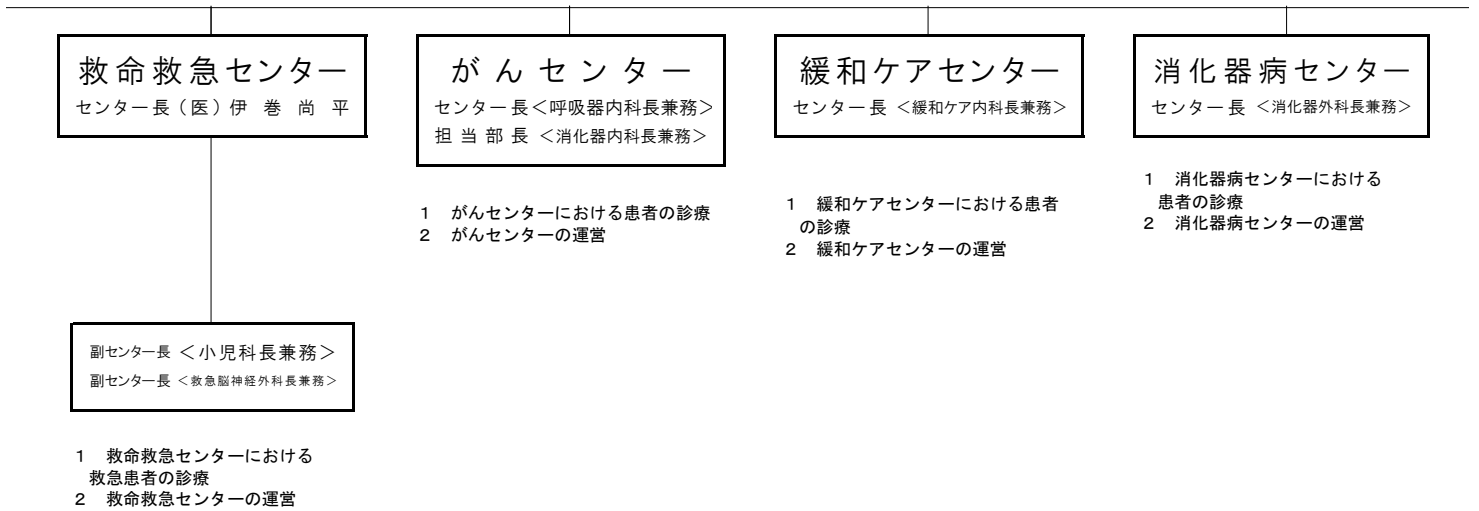 救命救急センター
センター長(医)伊巻尚平
がんセンター
センター長<呼吸器内科長兼務>
担当部長<消化器内科長兼務>
1 がんセンターにおける患者の診療
2 がんセンターの運営
緩和ケアセンター
センター長<緩和ケア内科長兼務>
1 緩和ケアセンターにおける患者
の診療
2 緩和ケアセンターの運営
消化器病センター
センター長<消化器外科長兼務>
1 消化器病センターにおける
患者の診療
2 消化器病センターの運営
副センター長<小児科長兼務>
副センター長<救急脳神経外科長兼務>
1 救命救急センターにおける
救急患者の診療
2 救命救急センターの運営